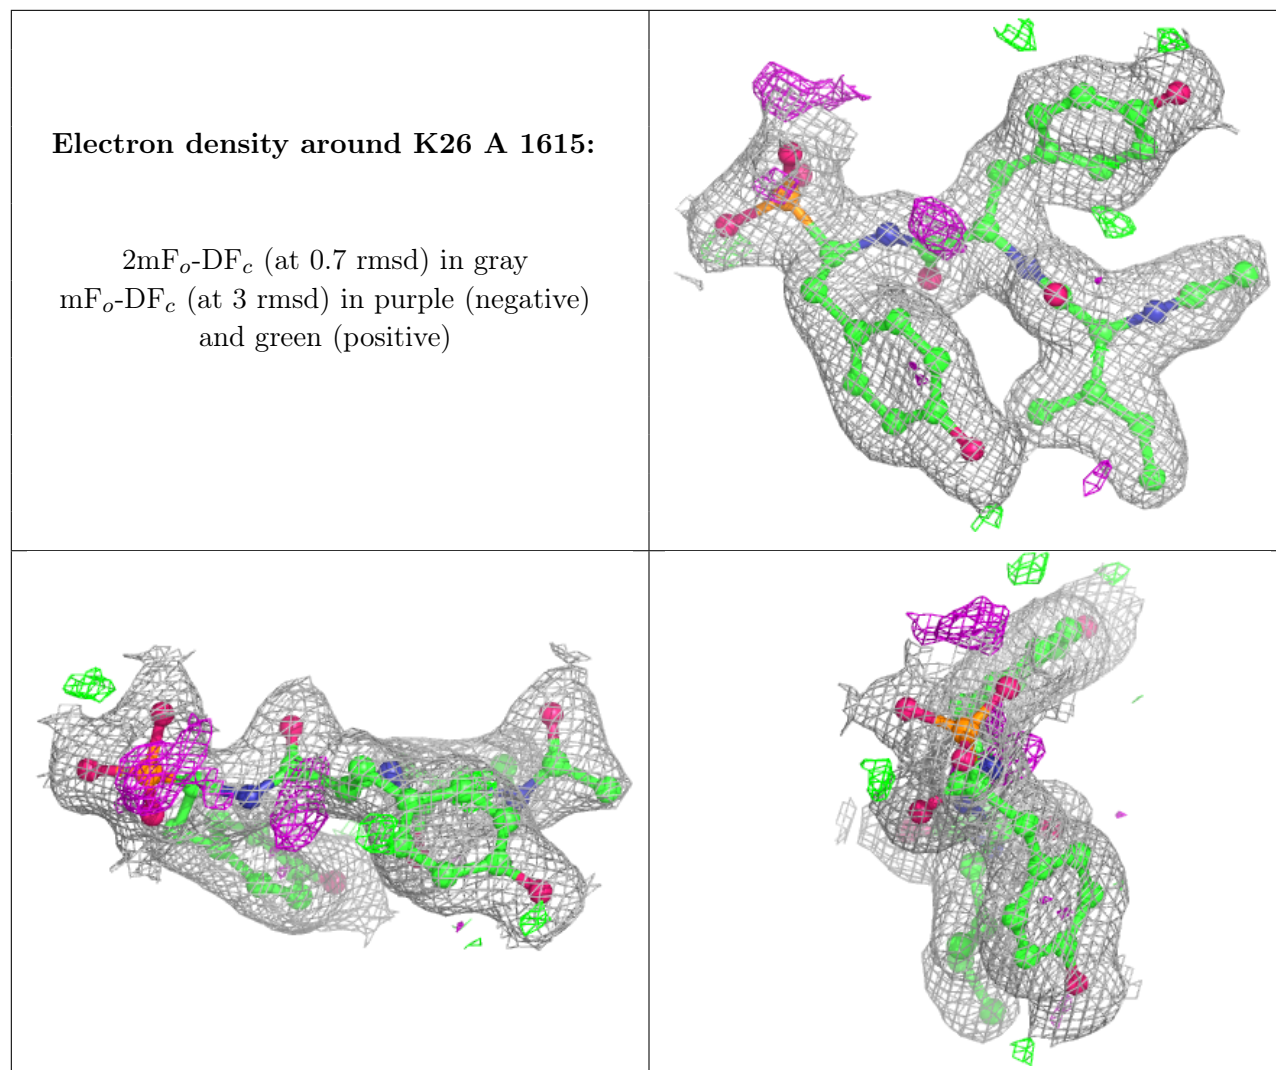 Electron density around K26 A 1615:
2mFo-DFc (at 0.7 rmsd) in gray
mFo-DFc (at 3 rmsd) in purple (negative)
and green (positive)